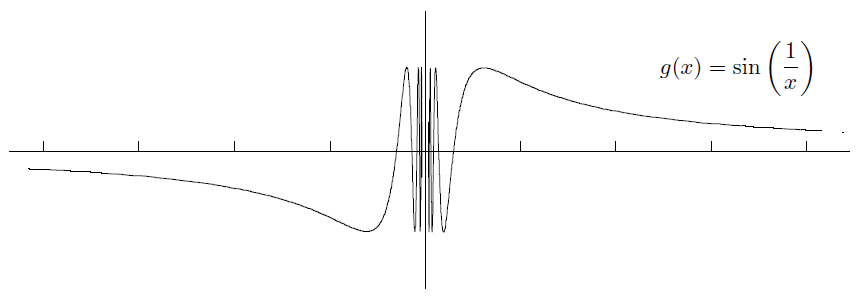 g(x) = sin(1/x)